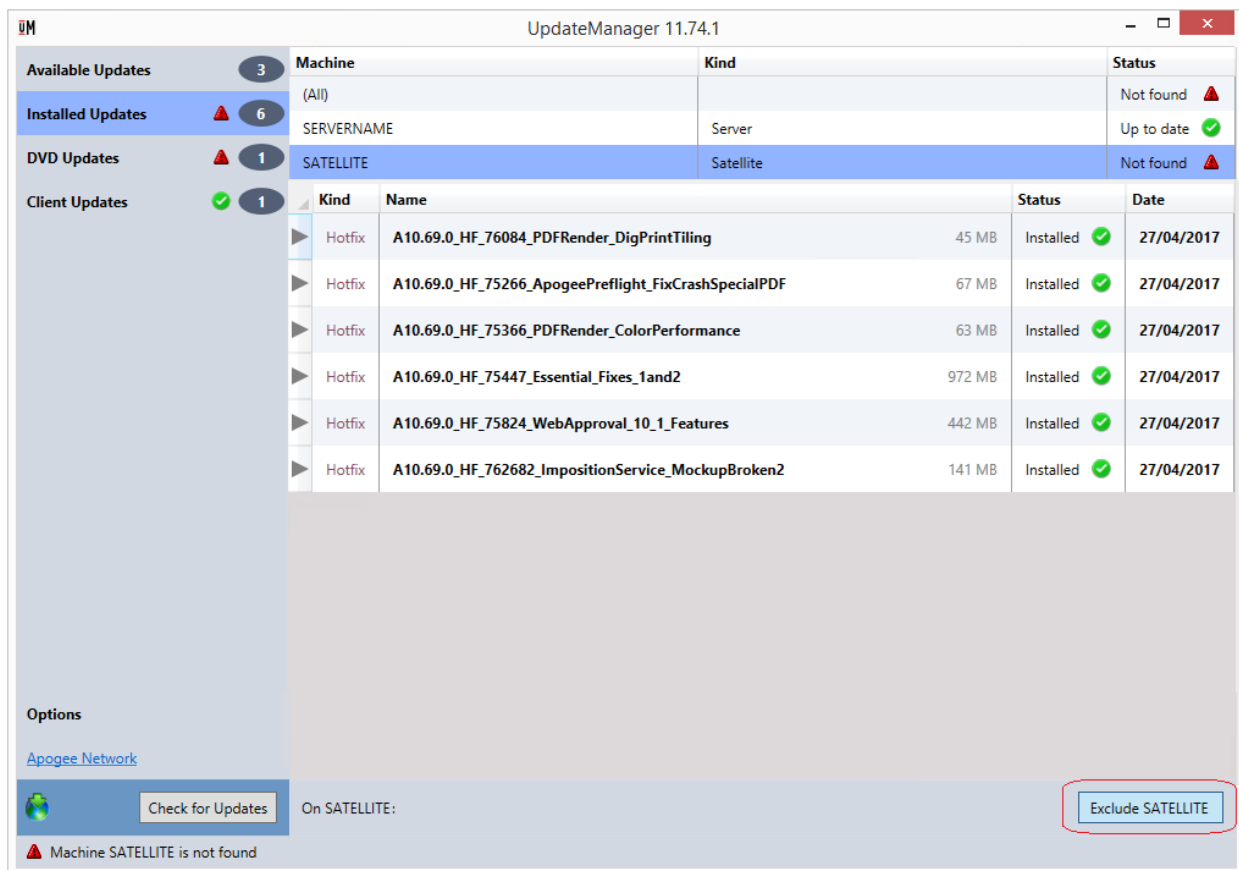 ūM UpdateManager 11.74.1
Available Updates 3
Installed Updates 6
DVD Updates 1
Client Updates 1
Machine Kind Status
(All) Not found
SERVERNAME Server Up to date
SATELLITE Satellite Not found
Kind Name Status Date
Hotfix A10.69.0_HF_76084_PDFRender_DigPrintTiling 45 MB Installed 27/04/2017
Hotfix A10.69.0_HF_75266_ApogeePreflight_FixCrashSpecialPDF 67 MB Installed 27/04/2017
Hotfix A10.69.0_HF_75366_PDFRender_ColorPerformance 63 MB Installed 27/04/2017
Hotfix A10.69.0_HF_75447_Essential_Fixes_1and2 972 MB Installed 27/04/2017
Hotfix A10.69.0_HF_75824_WebApproval_10_1_Features 442 MB Installed 27/04/2017
Hotfix A10.69.0_HF_762682_ImpositionService_MockupBroken2 141 MB Installed 27/04/2017
Options
Apogee Network
Check for Updates On SATELLITE: Exclude SATELLITE
Machine SATELLITE is not found